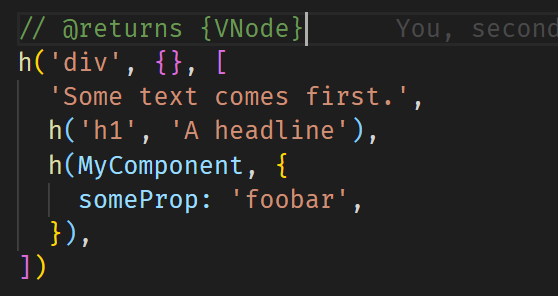 // @returns {VNode}    You, second
h('div', {}, [
  'Some text comes first.',
  h('h1', 'A headline'),
  h(MyComponent, {
    someProp: 'foobar',
  }),
])